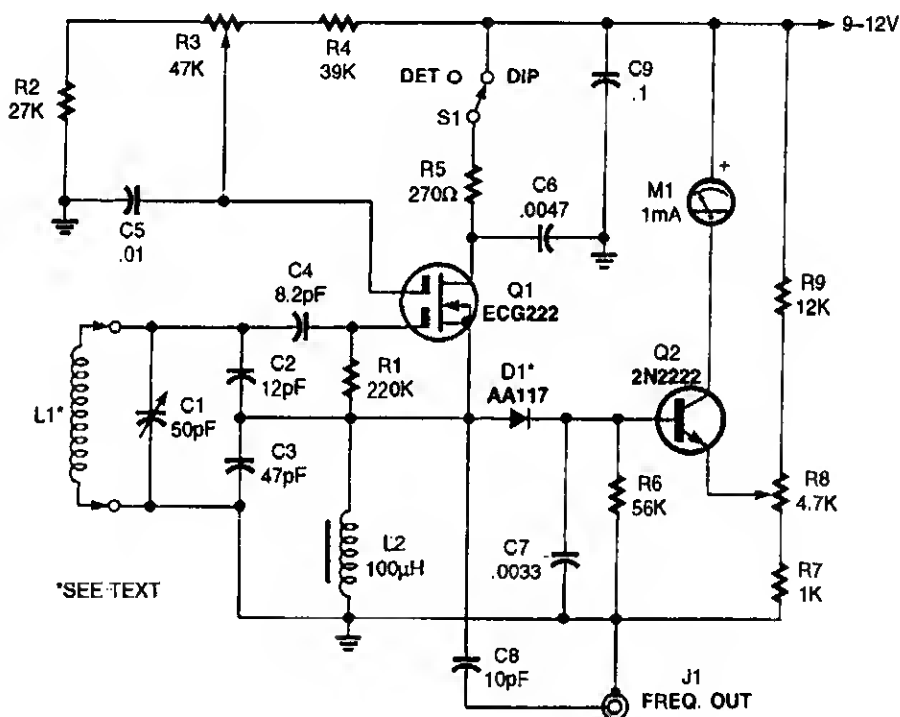 R3
47K
R4
39K
9–12V
DET
DIP
C9
.1
R2
27K
S1
R5
270Ω
C6
.0047
+
M1
1mA
C5
.01
C4
8.2pF
Q1
ECG222
R9
12K
L1*
C1
50pF
C2
12pF
R1
220K
D1*
AA117
Q2
2N2222
C3
47pF
R6
56K
R8
4.7K
L2
100µH
C7
.0033
R7
1K
*SEE TEXT
C8
10pF
J1
FREQ. OUT